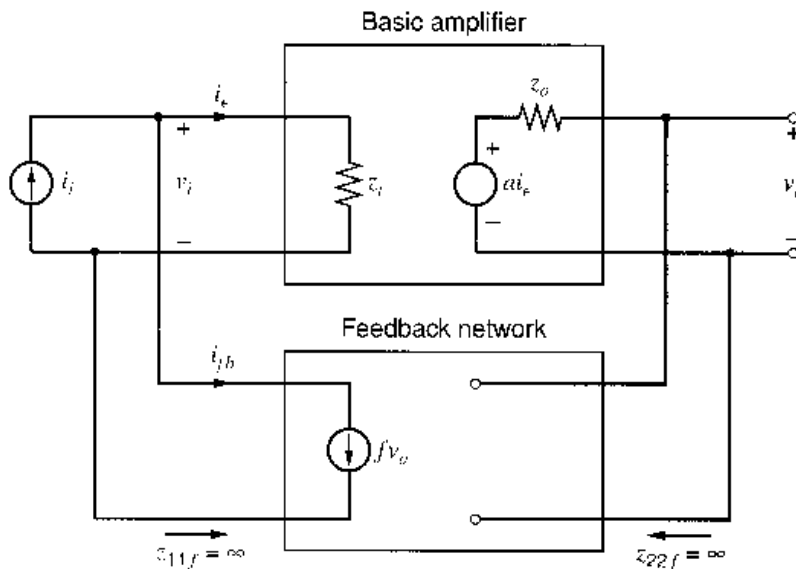 Basic amplifier
z_o
i_ε
+
+
+
i_i
v_i
z_i
ai_ε
v_o
−
−
−
Feedback network
i_fb
fv_o
z_11f = ∞
z_22f = ∞